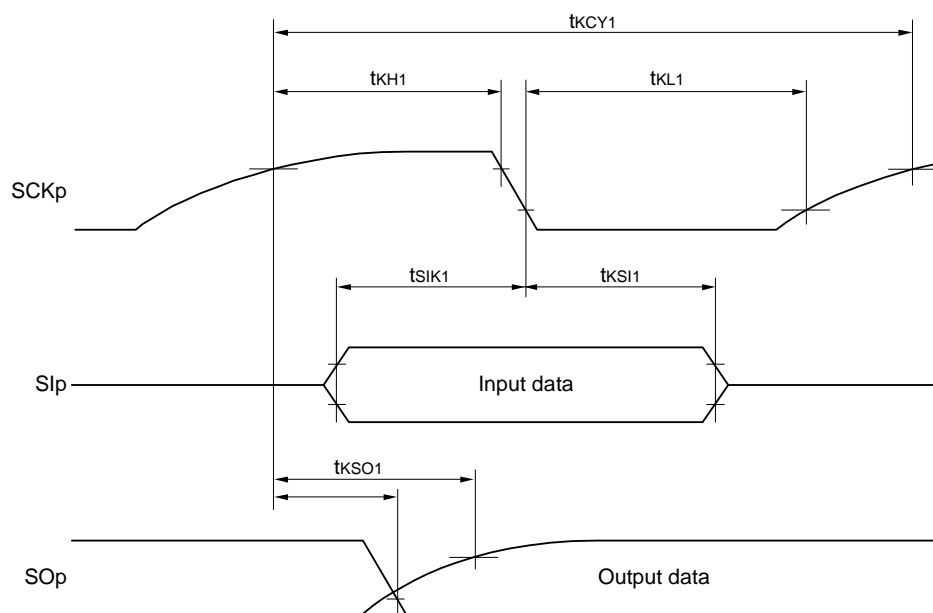 tKCY1
tKH1 tKL1
SCKp
tSIK1 tKSI1
SIp
Input data
tKSO1
SOp
Output data